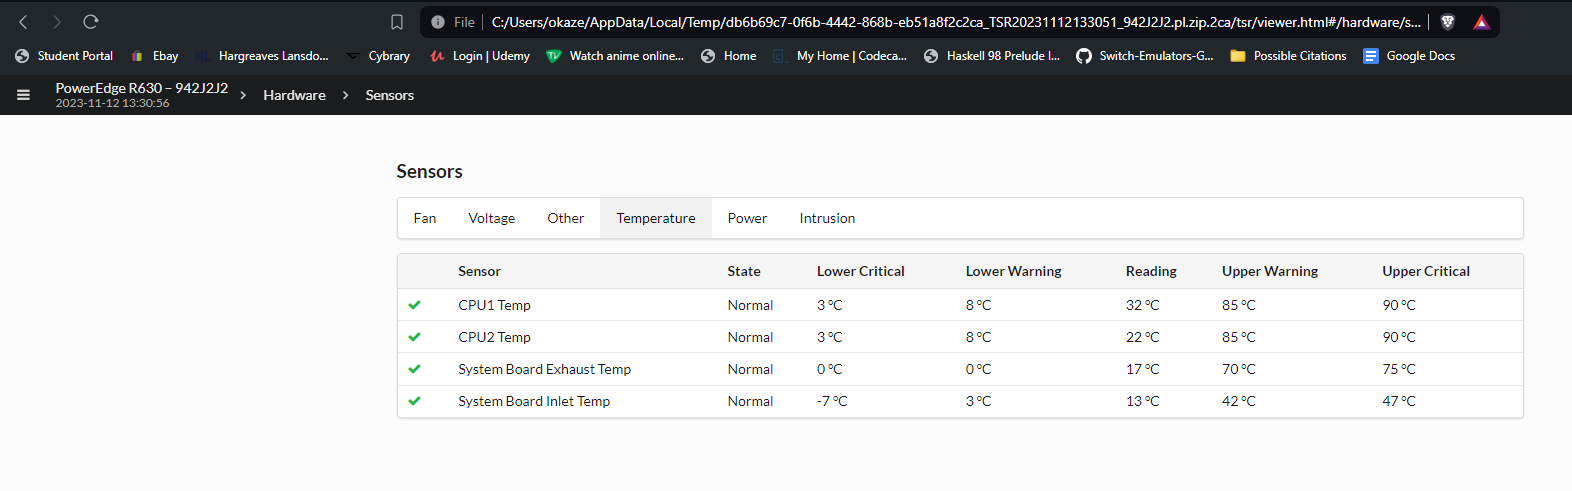 File C:/Users/okaze/AppData/Local/Temp/db6b69c7-0f6b-4442-868b-eb51a8f2c2ca_TSR20231112133051_942J2J2.pl.zip.2ca/tsr/viewer.html#/hardware/s...
Student Portal Ebay Hargreaves Lansdo... Cybrary Login | Udemy Watch anime online... Home My Home | Codeca... Haskell 98 Prelude l... Switch-Emulators-G... Possible Citations Google Docs
PowerEdge R630 – 942J2J2 > Hardware > Sensors
2023-11-12 13:30:56
Sensors
Fan Voltage Other Temperature Power Intrusion
Sensor State Lower Critical Lower Warning Reading Upper Warning Upper Critical
CPU1 Temp Normal 3 °C 8 °C 32 °C 85 °C 90 °C
CPU2 Temp Normal 3 °C 8 °C 22 °C 85 °C 90 °C
System Board Exhaust Temp Normal 0 °C 0 °C 17 °C 70 °C 75 °C
System Board Inlet Temp Normal -7 °C 3 °C 13 °C 42 °C 47 °C